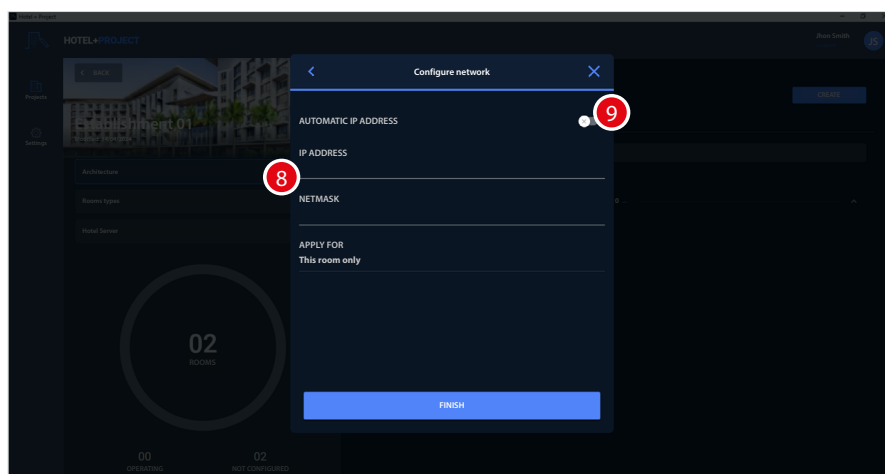 Hotel + Project
HOTEL+PROJECT
Jhon Smith
JS
BACK
Projects
Settings
Establishment 01
CREATE
Architecture
Rooms types
Hotel Server
02
ROOMS
00
OPERATING
02
NOT CONFIGURED
Configure network
AUTOMATIC IP ADDRESS
9
IP ADDRESS
8
NETMASK
APPLY FOR
This room only
FINISH